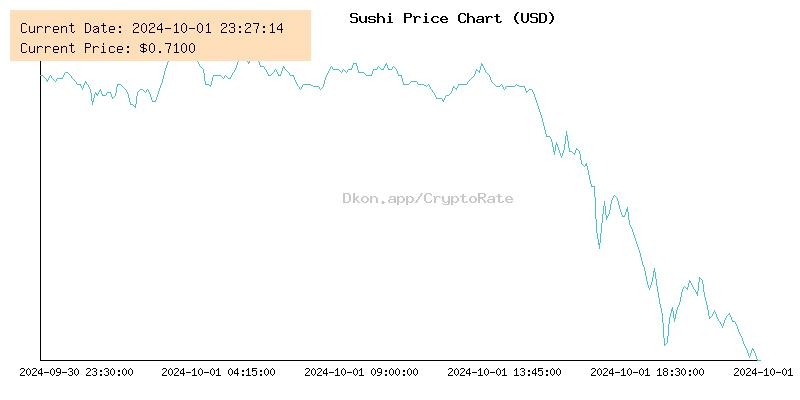 Sushi Price Chart (USD)
Current Date: 2024-10-01 23:27:14
Current Price: $0.7100
Dkon.app/CryptoRate
2024-09-30 23:30:00 2024-10-01 04:15:00 2024-10-01 09:00:00 2024-10-01 13:45:00 2024-10-01 18:30:00 2024-10-01